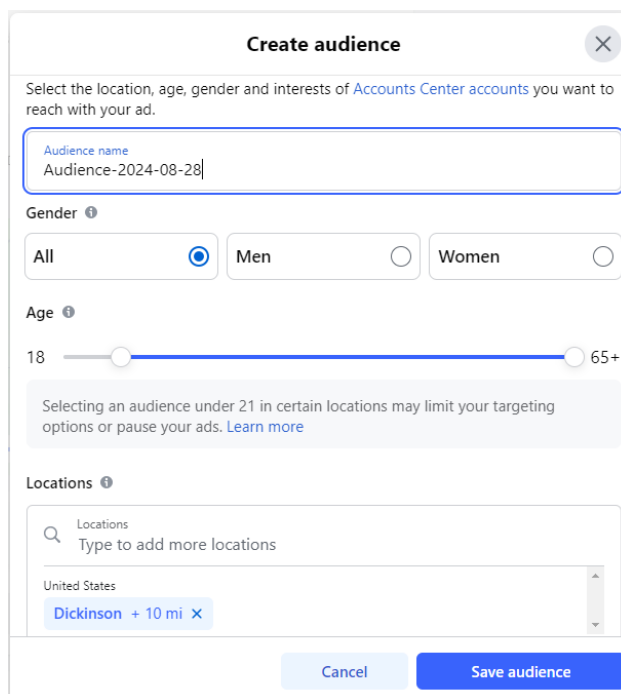 Create audience
Select the location, age, gender and interests of Accounts Center accounts you want to
reach with your ad.
Audience name
Audience-2024-08-28
Gender
All Men Women
Age
18 65+
Selecting an audience under 21 in certain locations may limit your targeting
options or pause your ads. Learn more
Locations
Locations
Type to add more locations
United States
Dickinson + 10 mi
Cancel Save audience